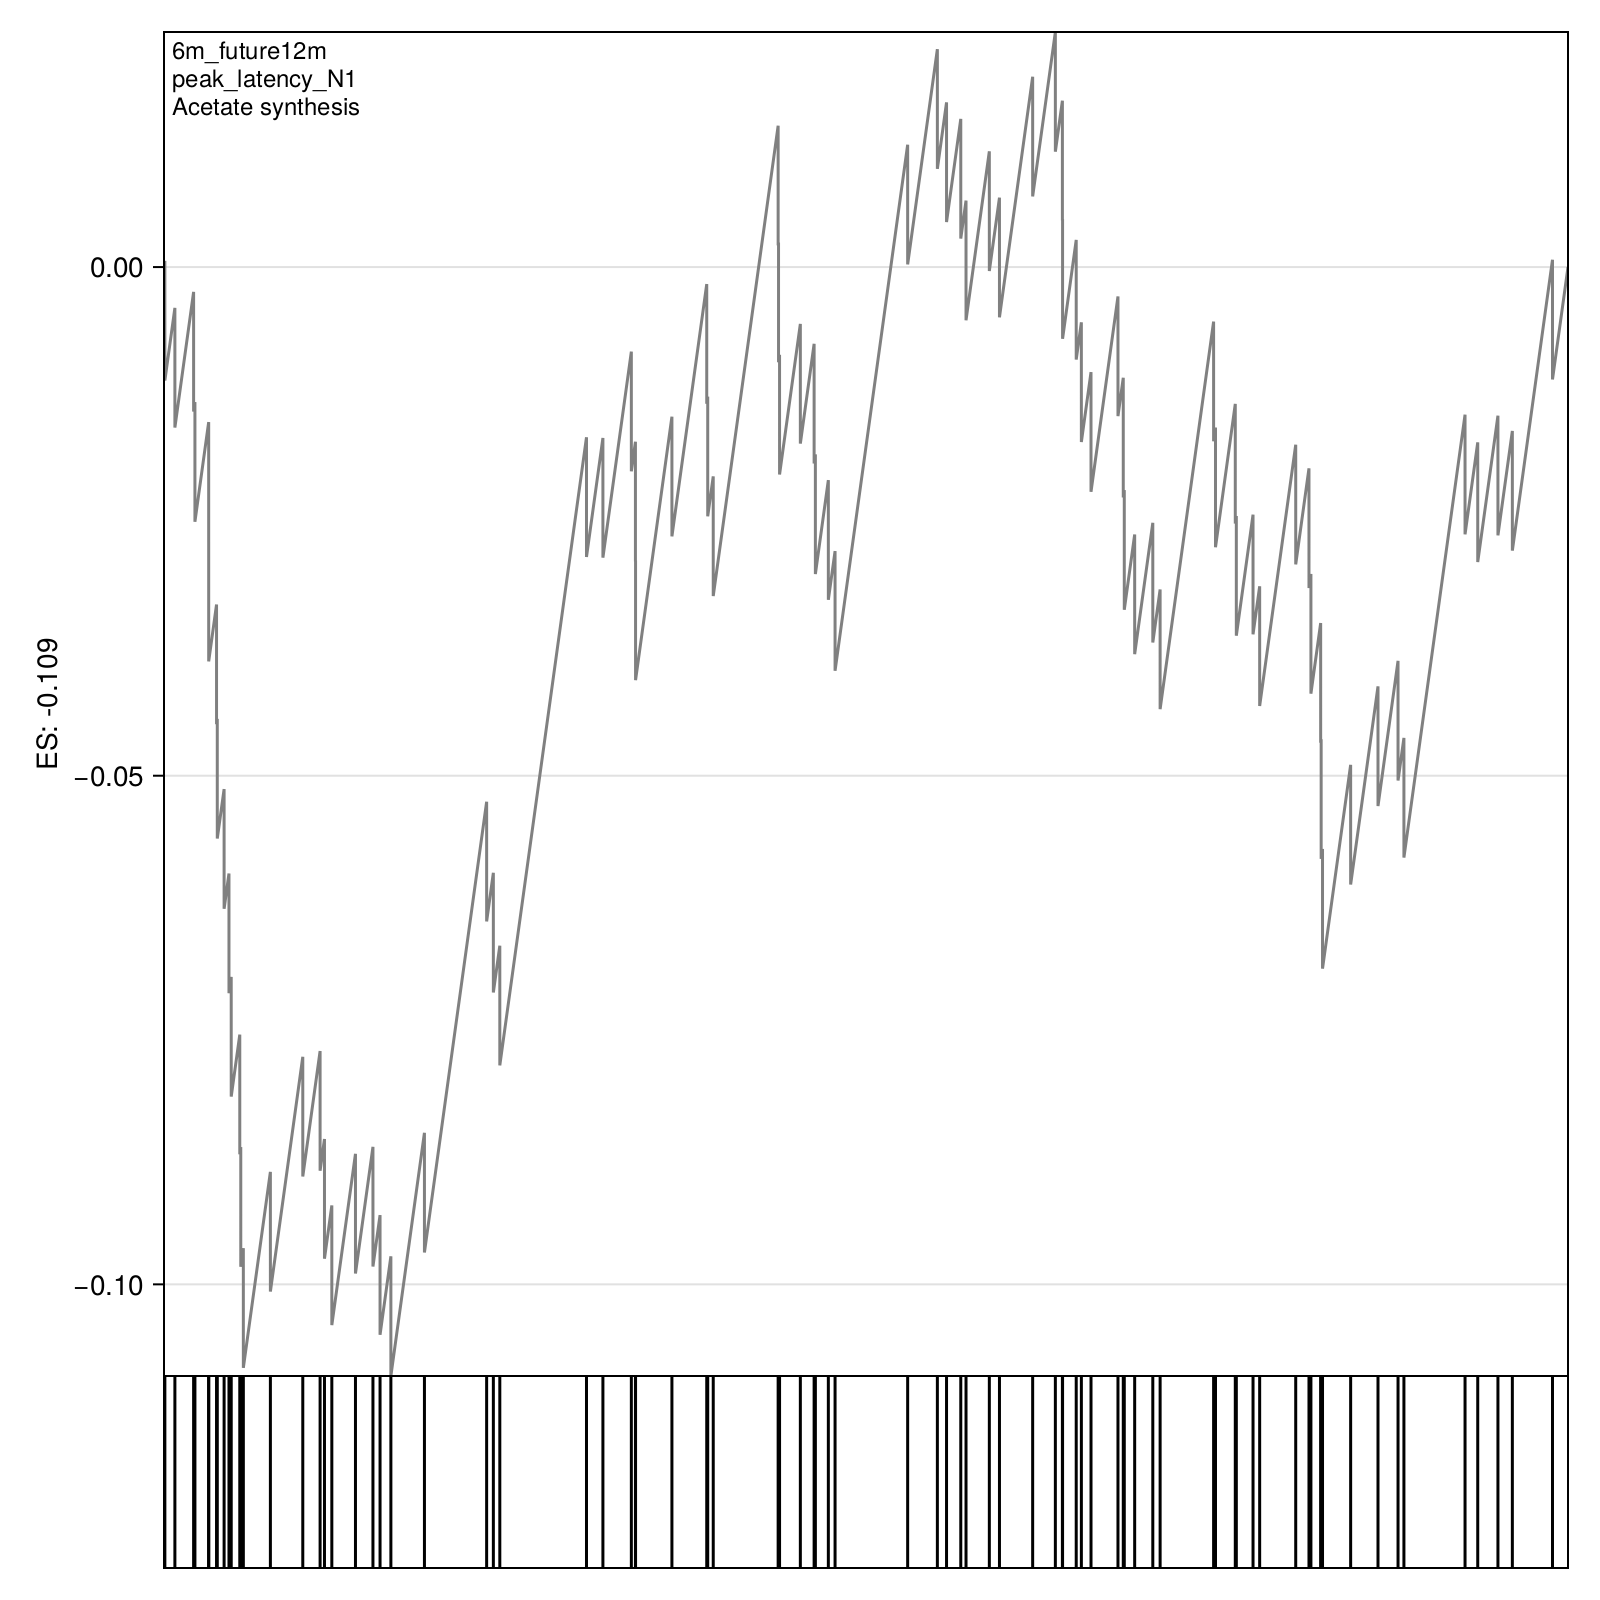 6m_future12m
peak_latency_N1
Acetate synthesis
0.00
−0.05
−0.10
ES: -0.109